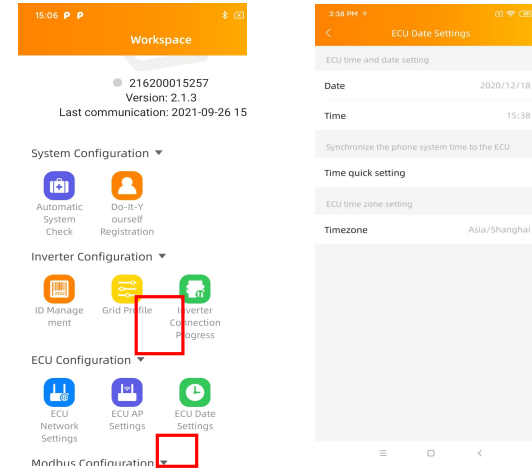 15:06 P P
Workspace
216200015257
Version: 2.1.3
Last communication: 2021-09-26 15
System Configuration
Automatic
System
Check
Do-It-Y
ourself
Registration
Inverter Configuration
ID Manage
ment
Grid Profile
Inverter
Connection
Progress
ECU Configuration
ECU
Network
Settings
ECU AP
Settings
ECU Date
Settings
Modbus Configuration
3:38 PM
ECU Date Settings
ECU time and date setting
Date 2020/12/18
Time 15:38
Synchronize the phone system time to the ECU
Time quick setting
ECU time zone setting
Timezone Asia/Shanghai